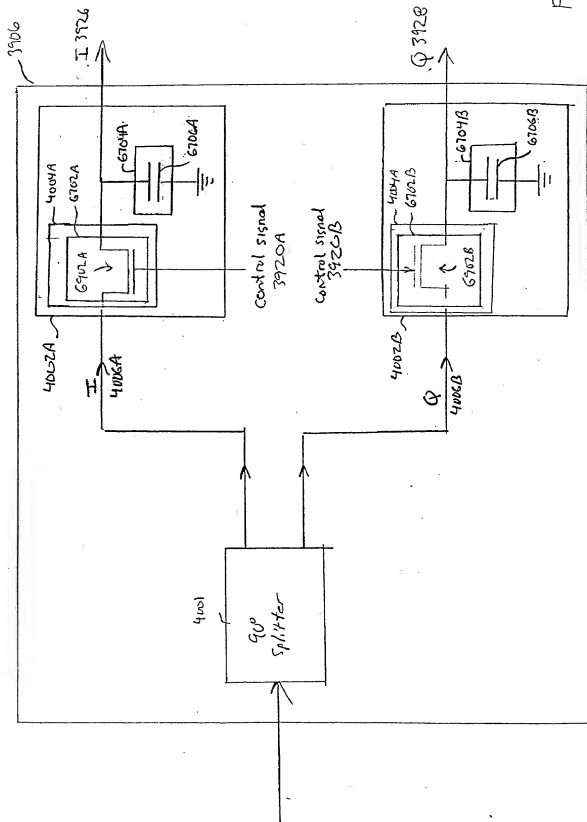 3906
I 3926
Q 3928
4002A
4004A
6702A
6902A
6704A
6706A
control signal
3920A
control signal
3920B
4002B
4004A
6702B
6902B
6704B
6706B
I
4006A
Q
4006B
4001
90°
Splitter
F